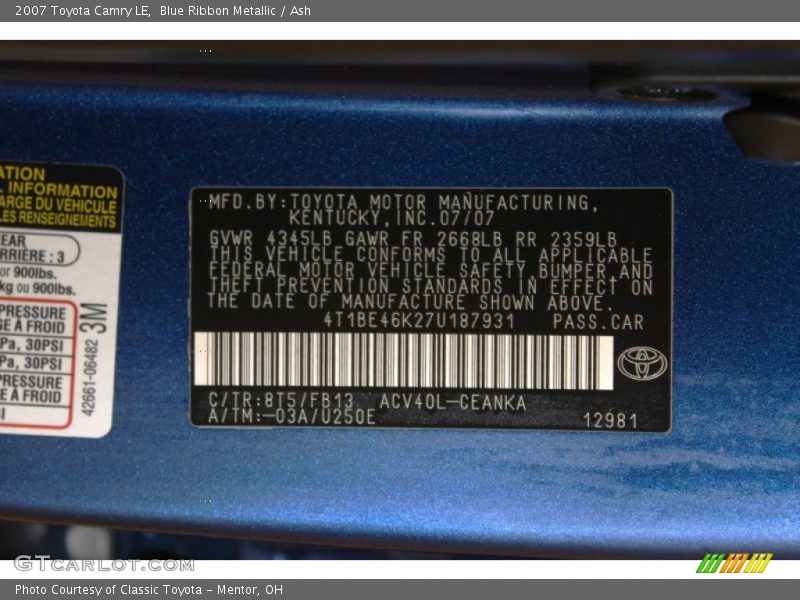 2007 Toyota Camry LE, Blue Ribbon Metallic / Ash
ATION
INFORMATION
ARGE DU VÉHICULE
LES RENSEIGNEMENTS
EAR
RRIÈRE : 3
or 900lbs.
kg ou 900lbs.
PRESSURE
E À FROID
Pa, 30PSI
Pa, 30PSI
PRESSURE
E À FROID
SI
42661-06482 3M
MFD.BY:TOYOTA MOTOR MANUFACTURING,
KENTUCKY,INC.07/07
GVWR 4345LB GAWR FR 2668LB RR 2359LB
THIS VEHICLE CONFORMS TO ALL APPLICABLE
FEDERAL MOTOR VEHICLE SAFETY,BUMPER,AND
THEFT PREVENTION STANDARDS IN EFFECT ON
THE DATE OF MANUFACTURE SHOWN ABOVE.
4T1BE46K27U187931 PASS.CAR
C/TR:8T5/FB13 ACV40L-CEANKA
A/TM:-03A/U250E
12981
GTCarLot.com
Photo Courtesy of Classic Toyota - Mentor, OH